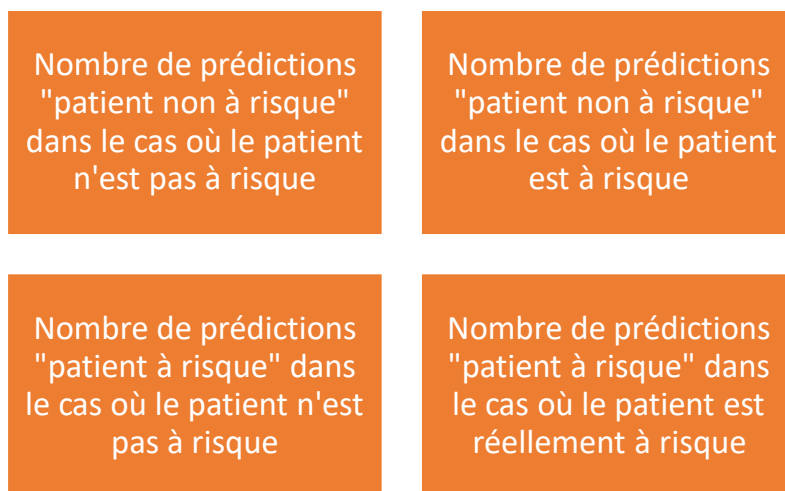 Nombre de prédictions
"patient non à risque"
dans le cas où le patient
n'est pas à risque
Nombre de prédictions
"patient non à risque"
dans le cas où le patient
est à risque
Nombre de prédictions
"patient à risque" dans
le cas où le patient n'est
pas à risque
Nombre de prédictions
"patient à risque" dans
le cas où le patient est
réellement à risque